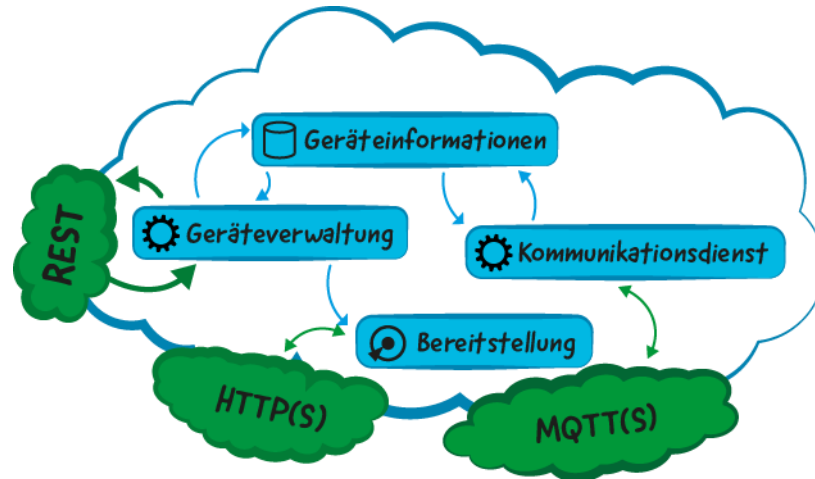 Geräteinformationen
Geräteverwaltung
Kommunikationsdienst
REST
Bereitstellung
HTTP(S)
MQTT(S)